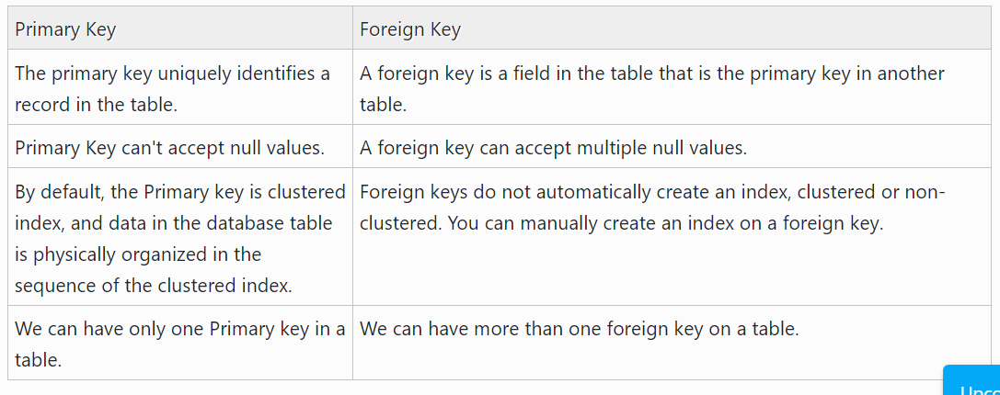 Primary Key
Foreign Key
The primary key uniquely identifies a
record in the table.
A foreign key is a field in the table that is the primary key in another
table.
Primary Key can't accept null values.
A foreign key can accept multiple null values.
By default, the Primary key is clustered
index, and data in the database table
is physically organized in the
sequence of the clustered index.
Foreign keys do not automatically create an index, clustered or non-
clustered. You can manually create an index on a foreign key.
We can have only one Primary key in a
table.
We can have more than one foreign key on a table.